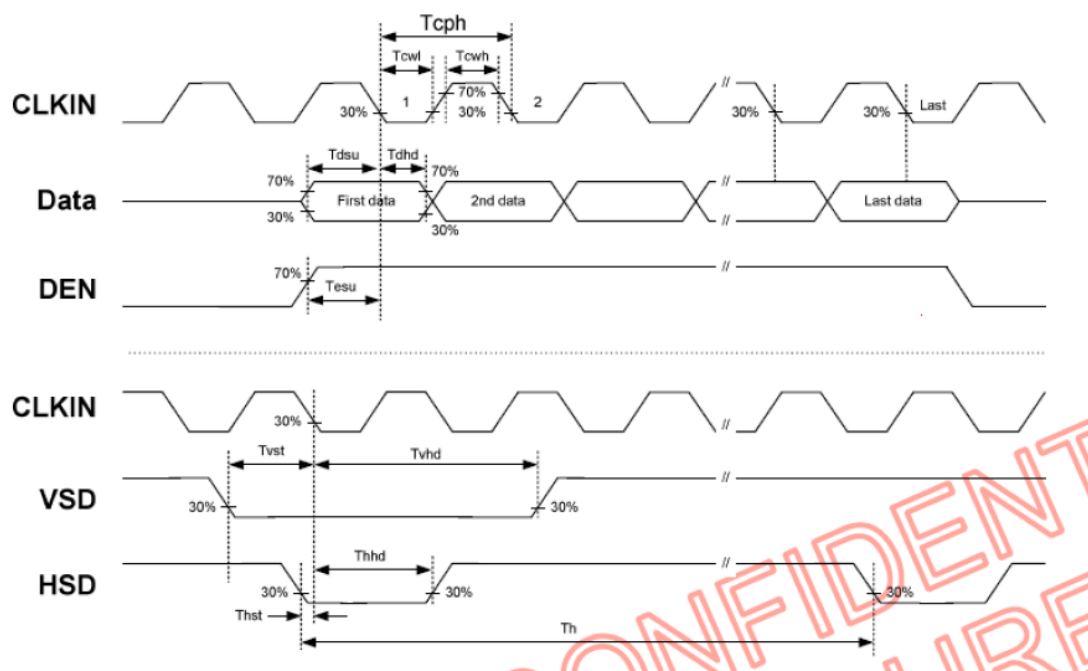 Tcph
Tcwl Tcwh
CLKIN 30% 1 70% 30% 2 // 30% 30% Last
Tdsu Tdhd
70% 70%
Data First data 2nd data // Last data
30% 30% //
DEN 70% Tesu //
CLKIN 30% //
Tvst Tvhd
VSD 30% 30% //
HSD Thhd //
30% 30% 30%
Thst Th
CONFIDENT
URE